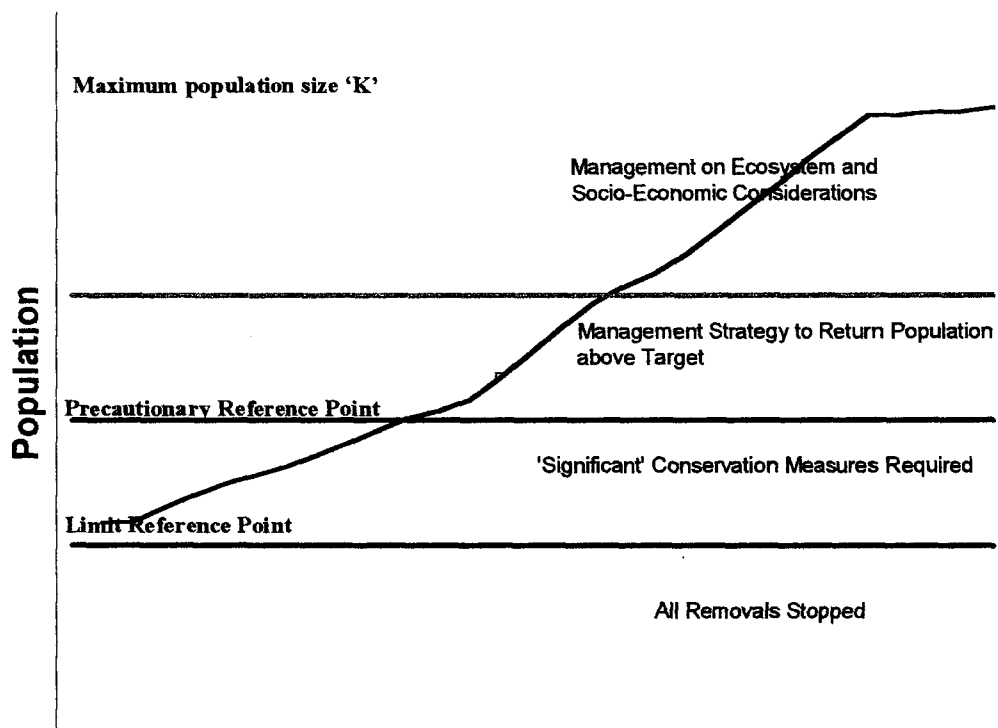 Maximum population size ‘K’
Management on Ecosystem and
Socio-Economic Considerations
Population
Management Strategy to Return Population
above Target
Precautionary Reference Point
'Significant' Conservation Measures Required
Limit Reference Point
All Removals Stopped